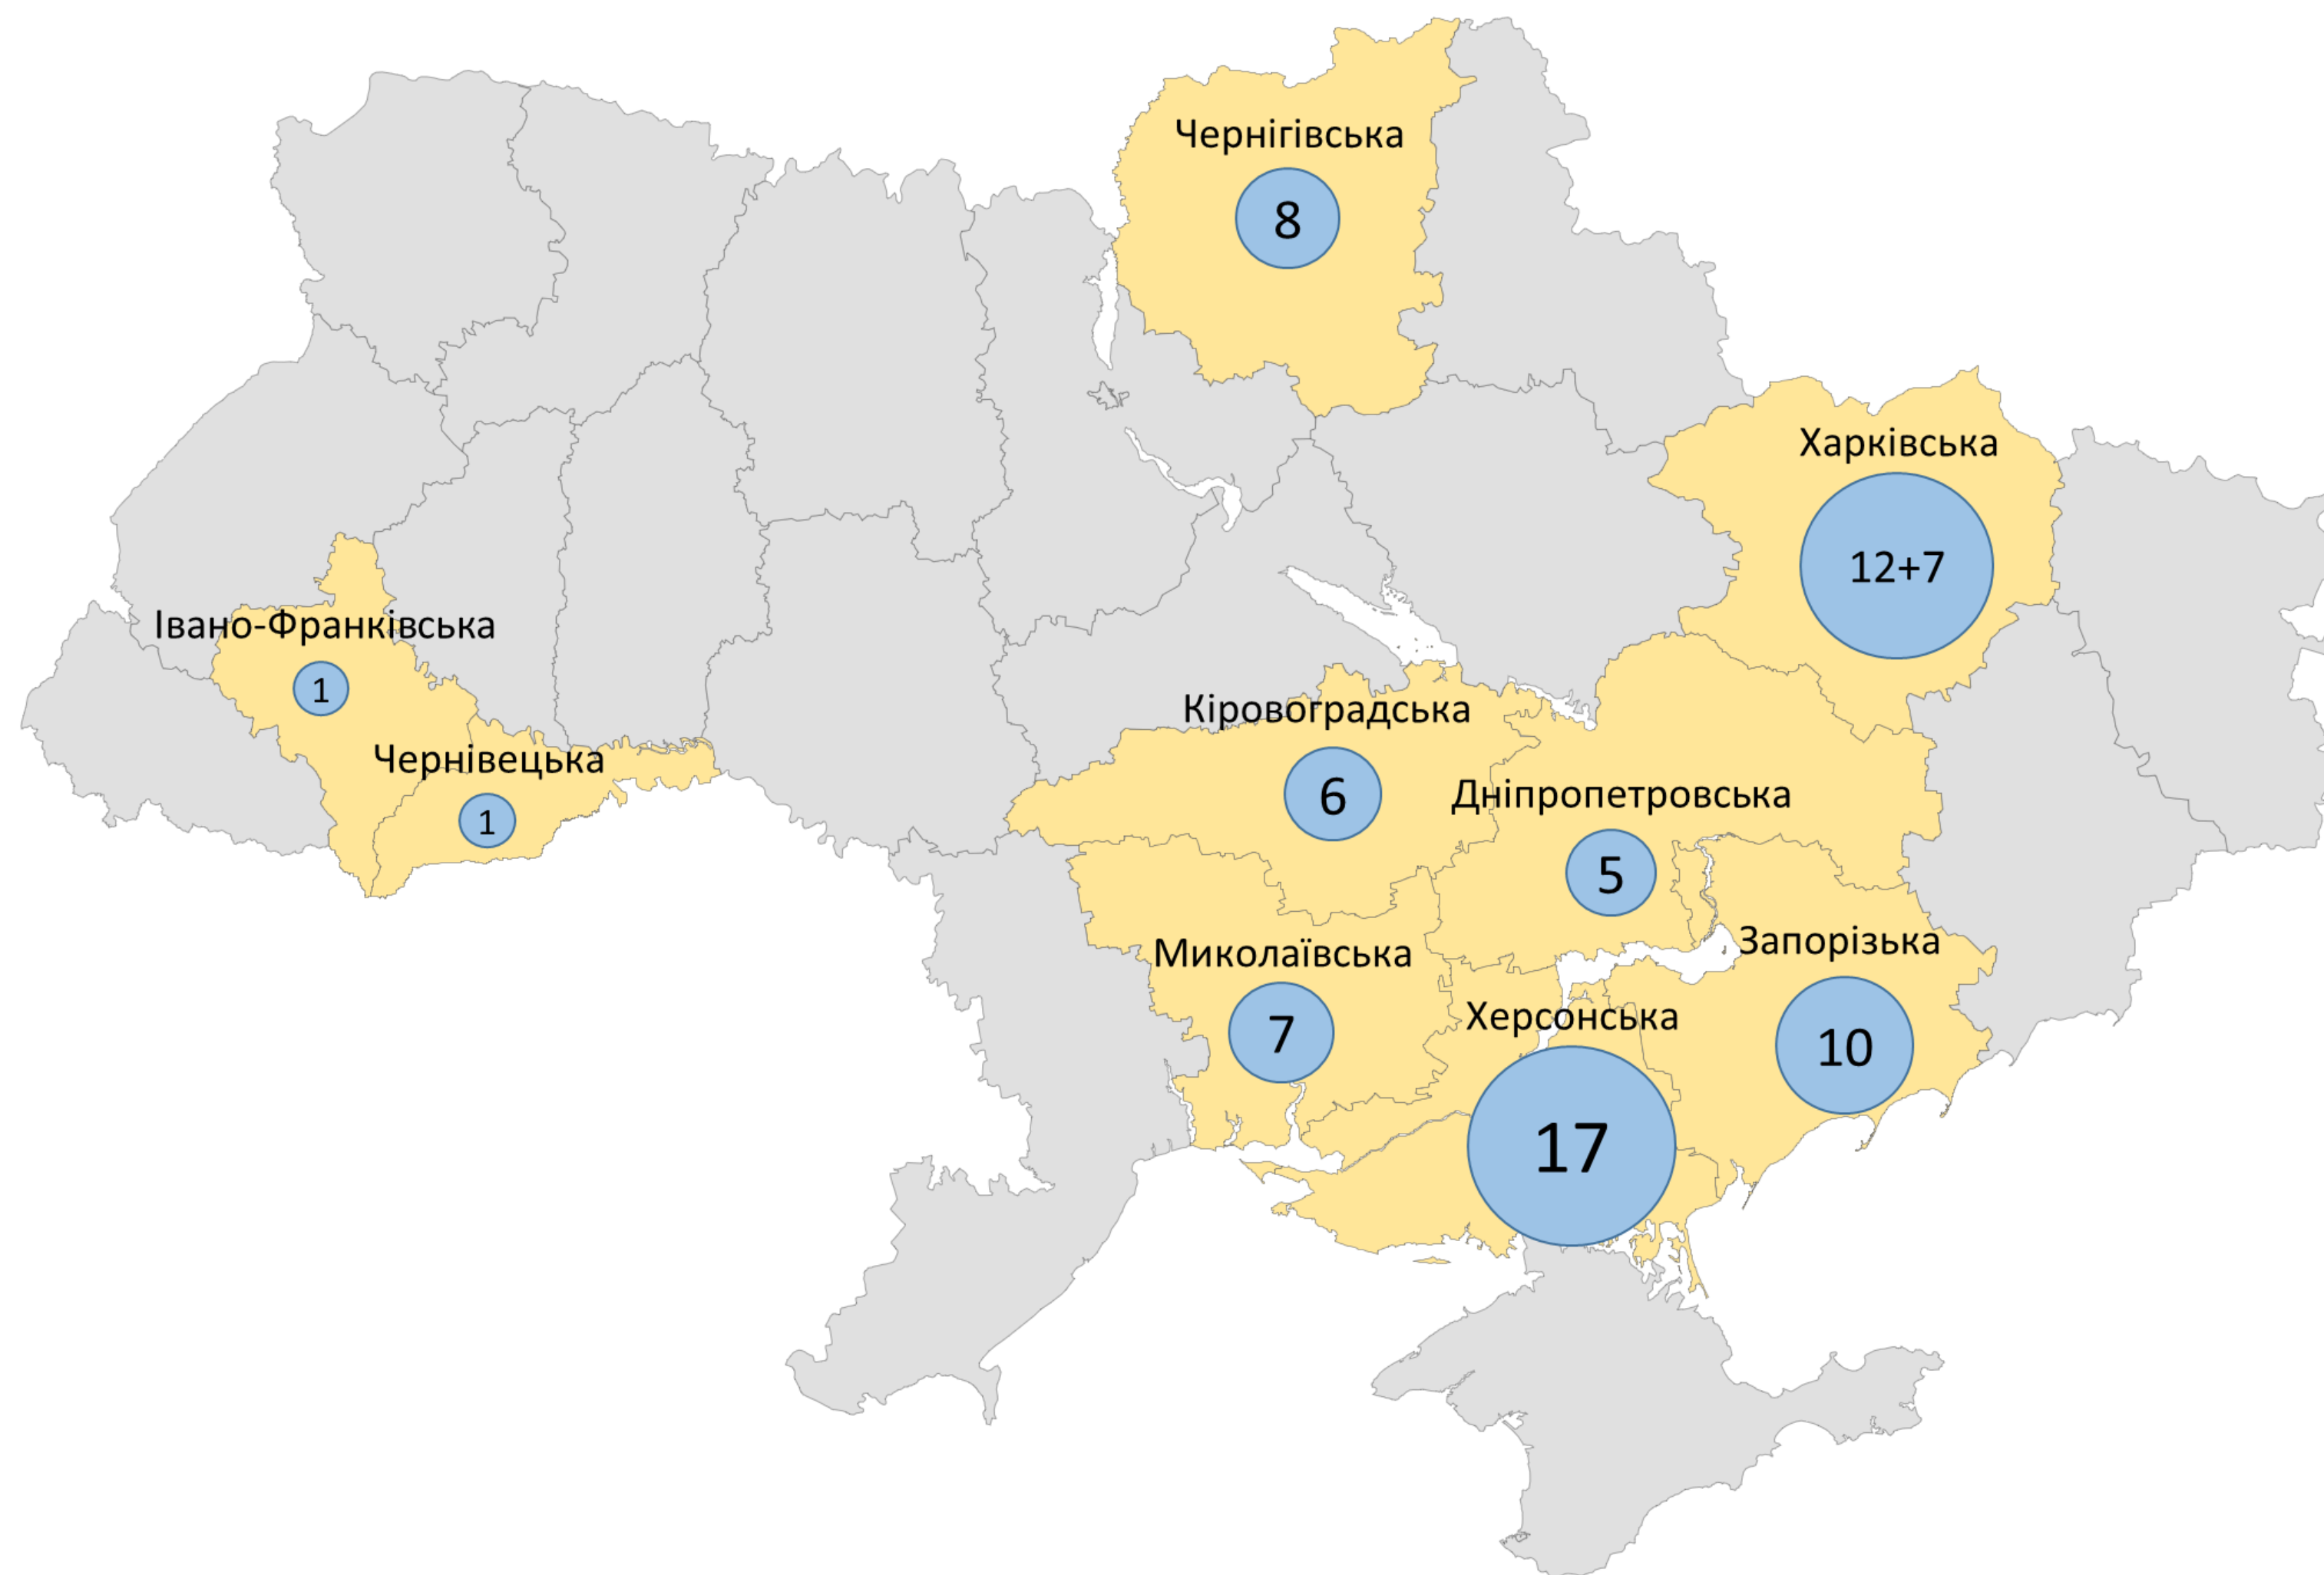 Чернігівська
8
Харківська
12+7
Івано-Франківська
1
Чернівецька
1
Кіровоградська
6
Дніпропетровська
5
Миколаївська
7
Запорізька
10
Херсонська
17